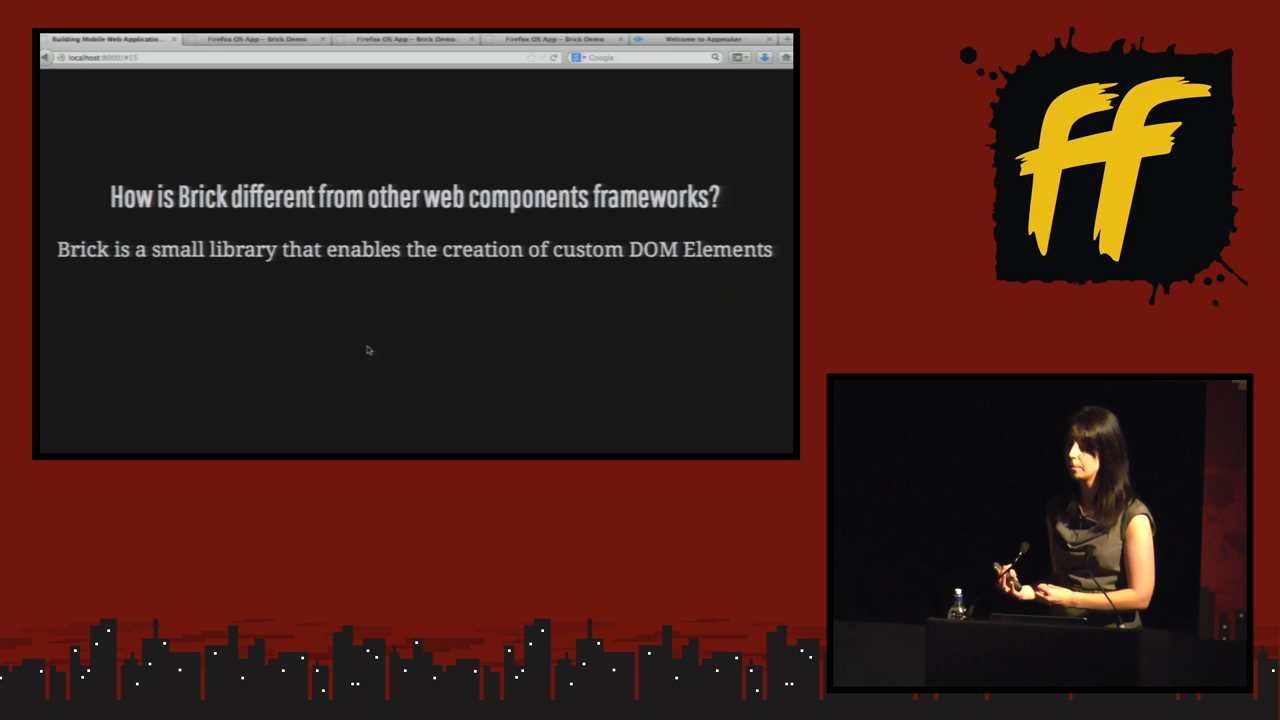 Building Mobile Web Applicatio...
Firefox OS App – Brick Demo
Firefox OS App – Brick Demo
Firefox OS App – Brick Demo
Welcome to Appmaker
localhost:8000/#15
Google
ff
How is Brick different from other web components frameworks?
Brick is a small library that enables the creation of custom DOM Elements